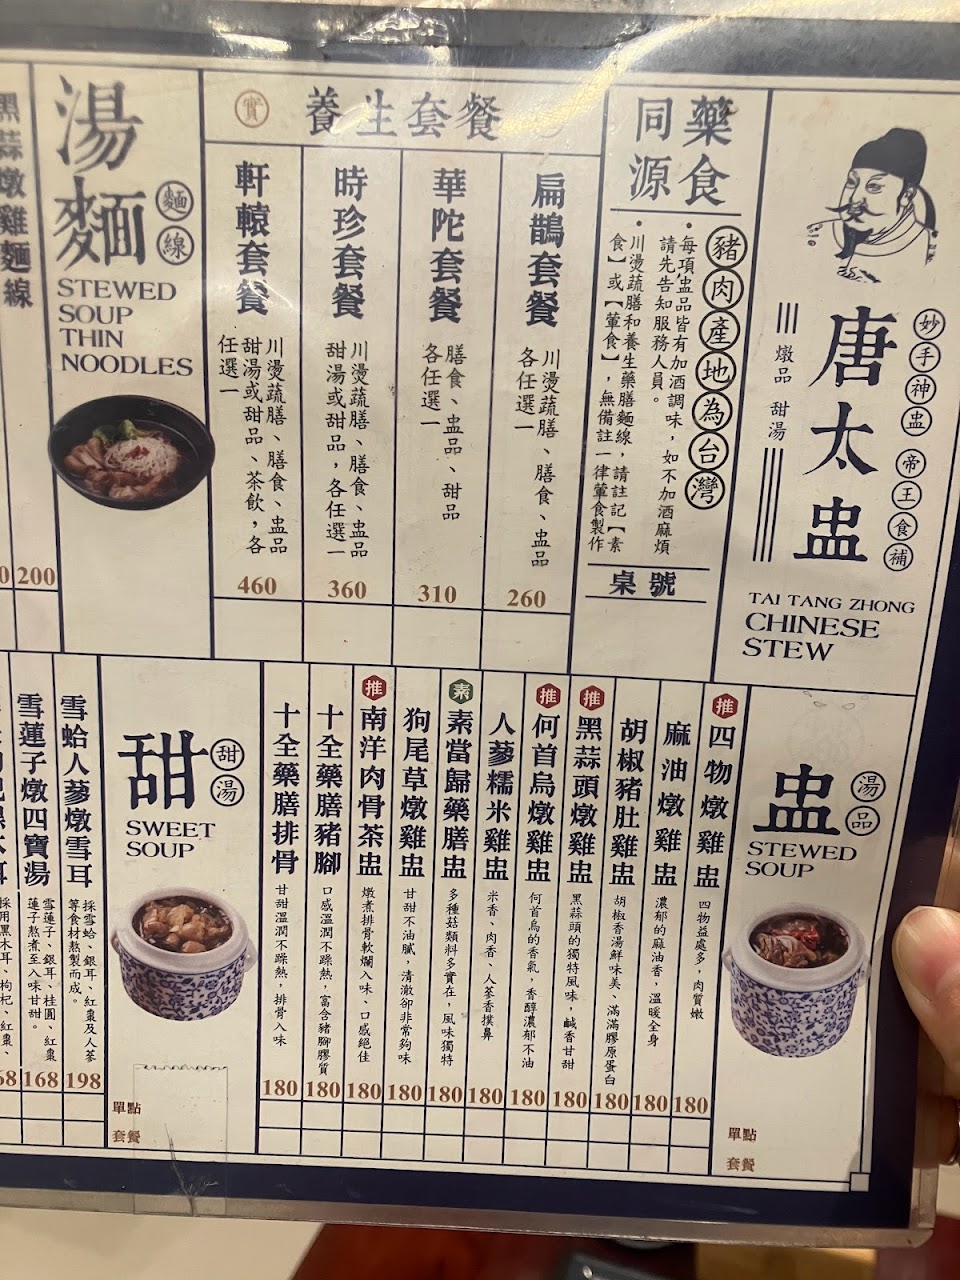 唐太盅
妙手神盅
帝王食補
燉品 甜湯
TAI TANG ZHONG
CHINESE
STEW
藥食
同源
豬肉產地為台灣
・每項盅品皆有加酒調味,如不加酒麻煩
請先告知服務人員。
・川燙蔬膳和養生藥膳麵線,請註記【素
食】或【葷食】,無備註一律葷食製作
桌號
實
養生套餐
扁鵲套餐
川燙蔬膳、膳食、盅品
各任選一
260
華陀套餐
膳食、盅品、甜品
各任選一
310
時珍套餐
川燙蔬膳、膳食、盅品
甜湯或甜品,各任選一
360
軒轅套餐
川燙蔬膳、膳食、盅品
甜湯或甜品、茶飲,各
任選一
460
湯麵
麵線
STEWED
SOUP
THIN
NOODLES
黑蒜燉雞麵線
200
盅
湯品
STEWED
SOUP
單點
套餐
推
四物燉雞盅
四物益處多,肉質嫩
180
麻油燉雞盅
濃郁的麻油香、溫暖全身
180
胡椒豬肚雞盅
胡椒香湯鮮味美、滿滿膠原蛋白
180
推
黑蒜頭燉雞盅
黑蒜頭的獨特風味,鹹香甘甜
180
推
何首烏燉雞盅
何首烏的香氣,香醇濃郁不油
180
人蔘糯米雞盅
米香、肉香、人蔘香撲鼻
180
素
素當歸藥膳盅
多種菇類料多實在,風味獨特
180
狗尾草燉雞盅
甘甜不油膩,清澈卻非常夠味
180
推
南洋肉骨茶盅
燉煮排骨軟爛入味、口感絕佳
180
十全藥膳豬腳
口感溫潤不躁熱,富含豬腳膠質
180
十全藥膳排骨
甘甜溫潤不躁熱,排骨入味
180
甜
甜湯
SWEET
SOUP
單點
套餐
雪蛤人蔘燉雪耳
採雪蛤、銀耳、紅棗及人蔘
等食材熬製而成。
198
雪蓮子燉四寶湯
雪蓮子、銀耳、桂圓、紅棗
蓮子熬煮至入味甘甜。
168
採用黑木耳、枸杞、紅棗、